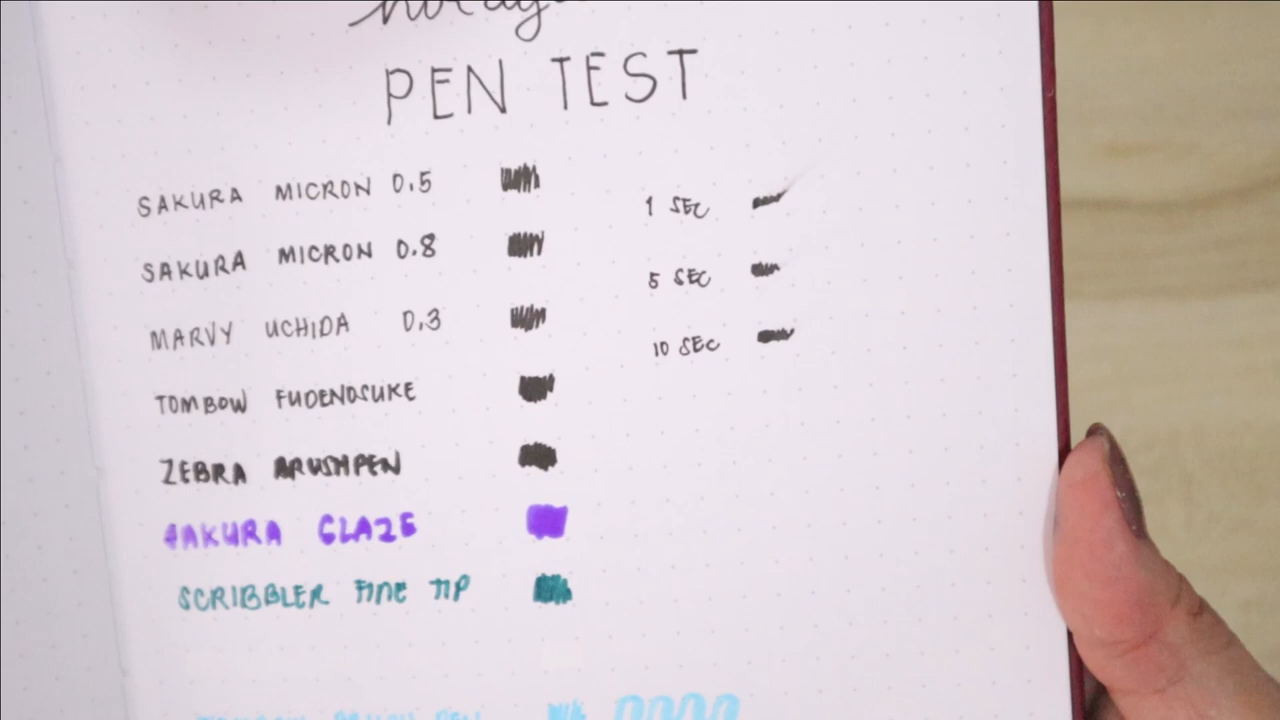 PEN TEST
SAKURA MICRON 0.5
1 SEC
SAKURA MICRON 0.8
5 SEC
MARVY UCHIDA 0.3
10 SEC
TOMBOW FUDENOSUKE
ZEBRA BRUSHPEN
SAKURA GLAZE
SCRIBBLER FINE TIP